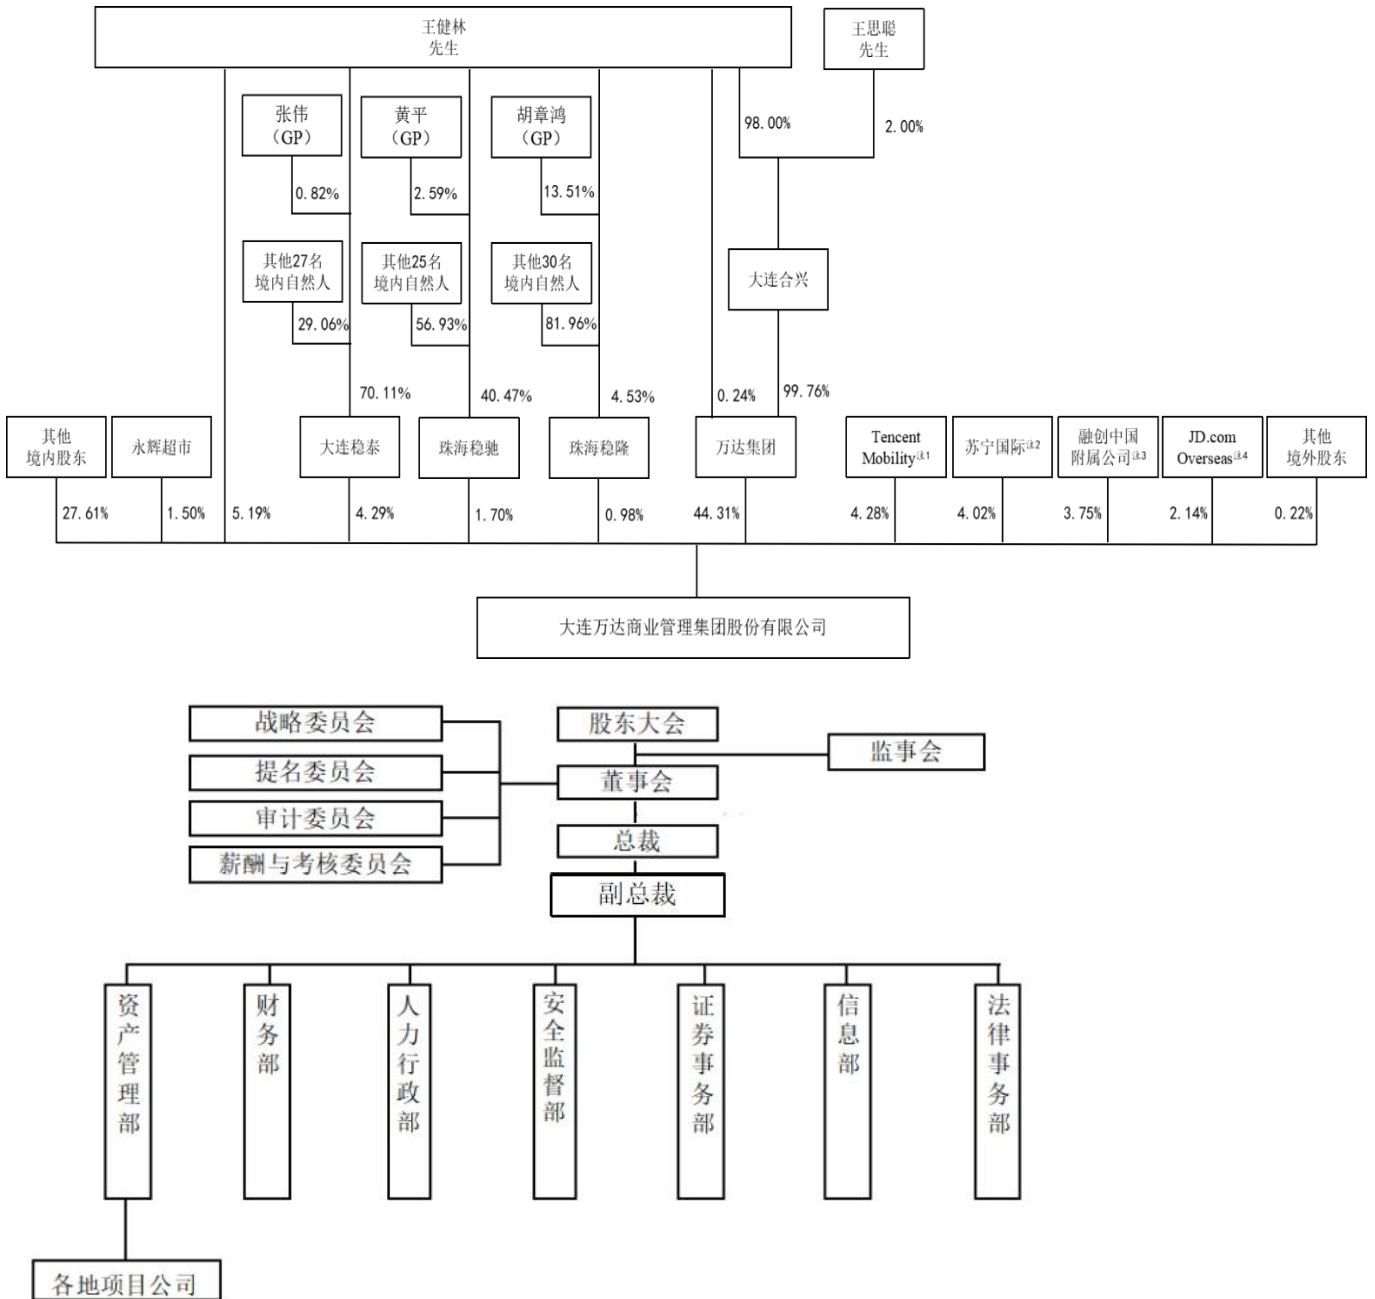 王健林
先生
王思聪
先生
张伟
（GP）
黄平
（GP）
胡章鸿
（GP）
98.00%
2.00%
0.82%
2.59%
13.51%
其他27名
境内自然人
其他25名
境内自然人
其他30名
境内自然人
大连合兴
29.06%
56.93%
81.96%
70.11%
40.47%
4.53%
0.24%
99.76%
其他
境内股东
永辉超市
大连稳泰
珠海稳驰
珠海稳隆
万达集团
Tencent
Mobility注1
苏宁国际注2
融创中国
附属公司注3
JD.com
Overseas注4
其他
境外股东
27.61%
1.50%
5.19%
4.29%
1.70%
0.98%
44.31%
4.28%
4.02%
3.75%
2.14%
0.22%
大连万达商业管理集团股份有限公司
战略委员会
股东大会
监事会
提名委员会
董事会
审计委员会
总裁
薪酬与考核委员会
副总裁
资产管理部
财务部
人力行政部
安全监督部
证券事务部
信息部
法律事务部
各地项目公司